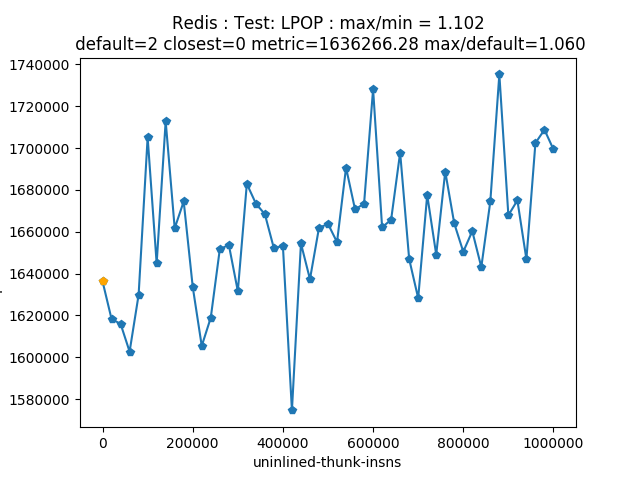 Redis : Test: LPOP : max/min = 1.102
default=2 closest=0 metric=1636266.28 max/default=1.060
1740000
1720000
1700000
1680000
1660000
1640000
1620000
1600000
1580000
0 200000 400000 600000 800000 1000000
uninlined-thunk-insns